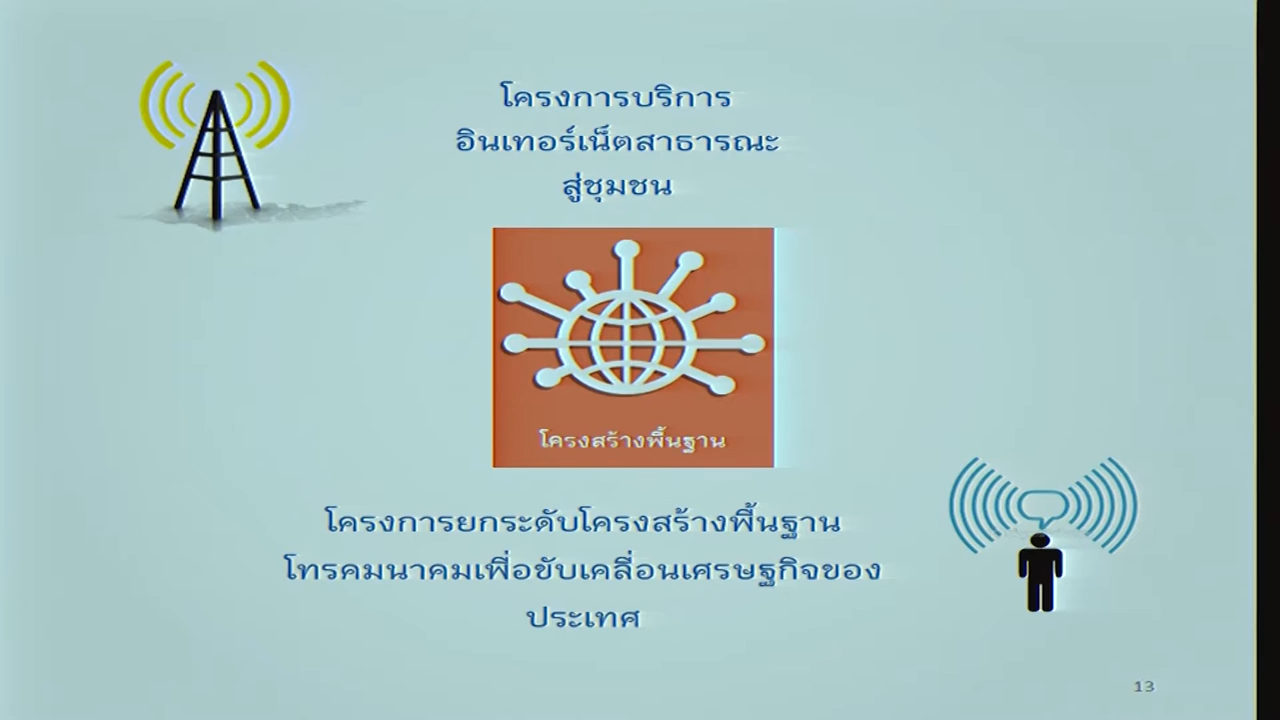 โครงการบริการ
อินเทอร์เน็ตสาธารณะ
สู่ชุมชน
โครงสร้างพื้นฐาน
โครงการยกระดับโครงสร้างพื้นฐาน
โทรคมนาคมเพื่อขับเคลื่อนเศรษฐกิจของ
ประเทศ
13